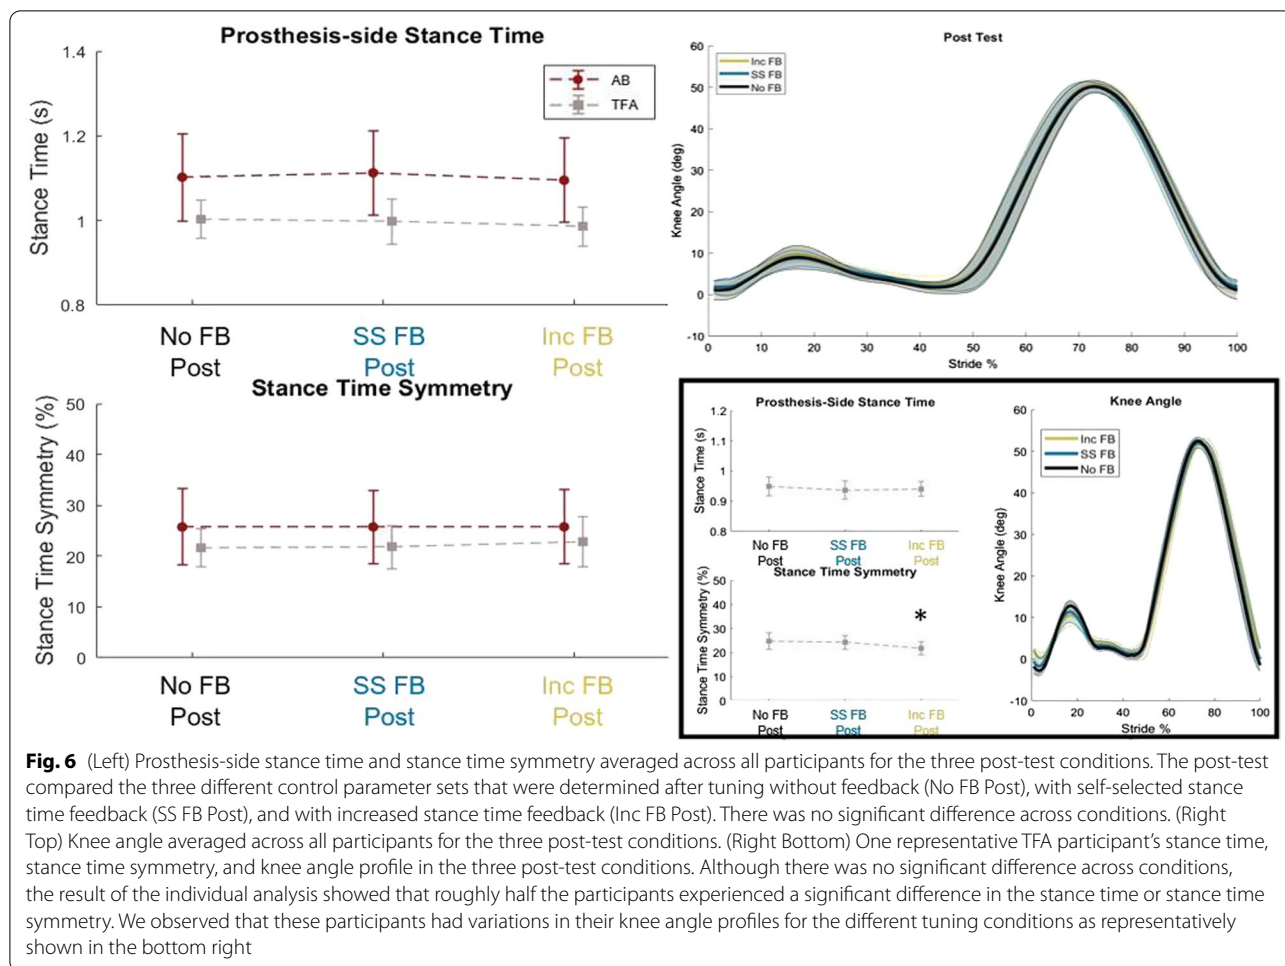 Prosthesis-side Stance Time
1.4
1.2
1
0.8
Stance Time (s)
AB
TFA
No FB
Post
SS FB
Post
Inc FB
Post
Stance Time Symmetry
50
40
30
20
10
0
Stance Time Symmetry (%)
No FB
Post
SS FB
Post
Inc FB
Post
Post Test
60
50
40
30
20
10
0
-10
Knee Angle (deg)
Inc FB
SS FB
No FB
0 10 20 30 40 50 60 70 80 90 100
Stride %
Prosthesis-Side Stance Time
1.2
1.1
1
0.9
0.8
Stance Time (s)
No FB
Post
SS FB
Post
Inc FB
Post
Stance Time Symmetry
50
40
30
20
10
0
Stance Time Symmetry (%)
*
No FB
Post
SS FB
Post
Inc FB
Post
Knee Angle
60
50
40
30
20
10
0
-10
Knee Angle (deg)
Inc FB
SS FB
No FB
0 20 40 60 80 100
Stride %
Fig. 6 (Left) Prosthesis-side stance time and stance time symmetry averaged across all participants for the three post-test conditions. The post-test
compared the three different control parameter sets that were determined after tuning without feedback (No FB Post), with self-selected stance
time feedback (SS FB Post), and with increased stance time feedback (Inc FB Post). There was no significant difference across conditions. (Right
Top) Knee angle averaged across all participants for the three post-test conditions. (Right Bottom) One representative TFA participant's stance time,
stance time symmetry, and knee angle profile in the three post-test conditions. Although there was no significant difference across conditions,
the result of the individual analysis showed that roughly half the participants experienced a significant difference in the stance time or stance time
symmetry. We observed that these participants had variations in their knee angle profiles for the different tuning conditions as representatively
shown in the bottom right